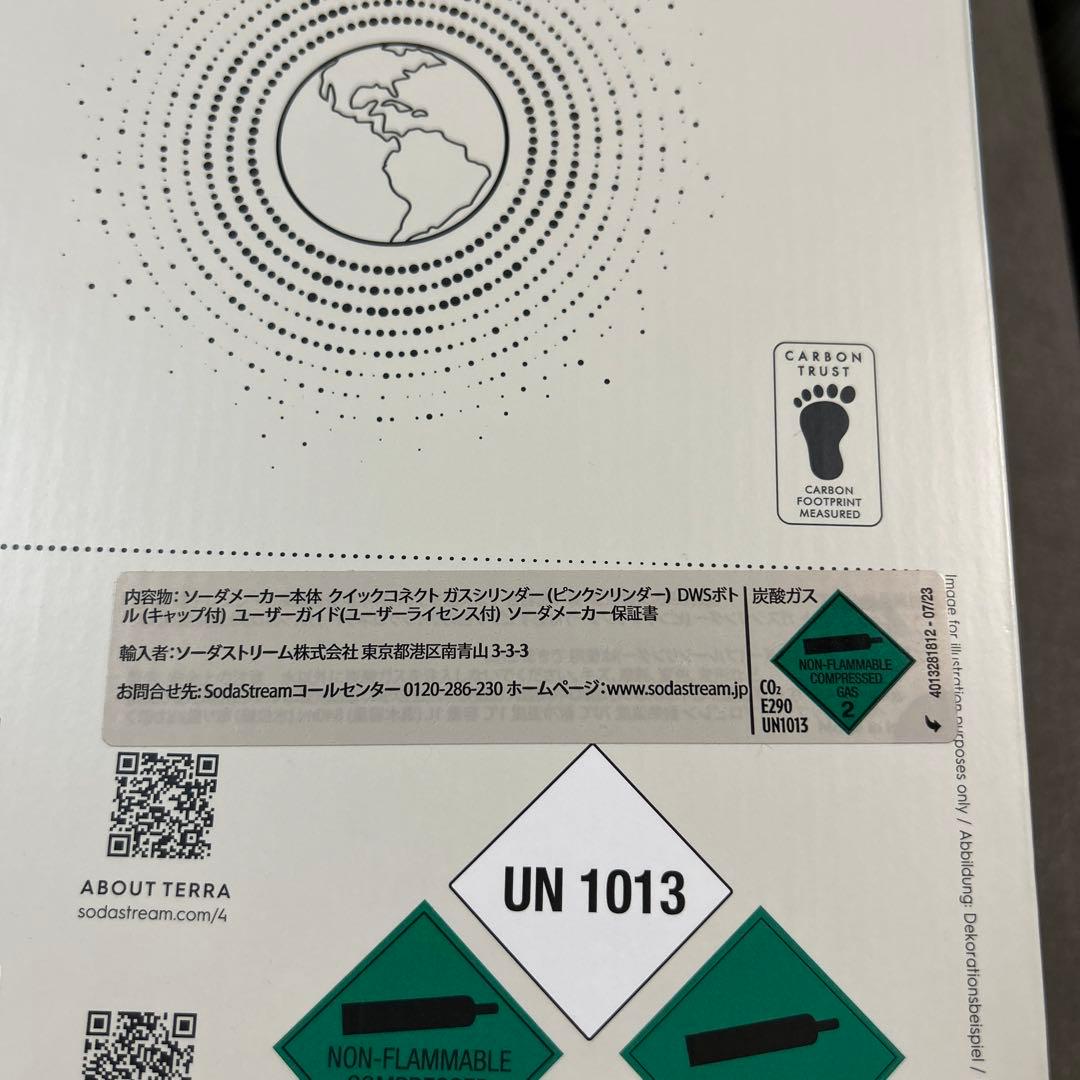 CARBON
TRUST
CARBON
FOOTPRINT
MEASURED
内容物：ソーダメーカー本体 クイックコネクト ガスシリンダー (ピンクシリンダー) DWSボト
ル (キャップ付) ユーザーガイド(ユーザーライセンス付) ソーダメーカー保証書
輸入者：ソーダストリーム株式会社 東京都港区南青山 3-3-3
お問合せ先: SodaStreamコールセンター 0120-286-230 ホームページ：www.sodastream.jp
炭酸ガス
NON-FLAMMABLE
COMPRESSED
GAS
2
CO₂
E290
UN1013
4013281812 - 07/23
Image for illustration purposes only / Abbildung: Dekorationsbeispiel /
ABOUT TERRA
sodastream.com/4
UN 1013
NON-FLAMMABLE
COMPRESSED